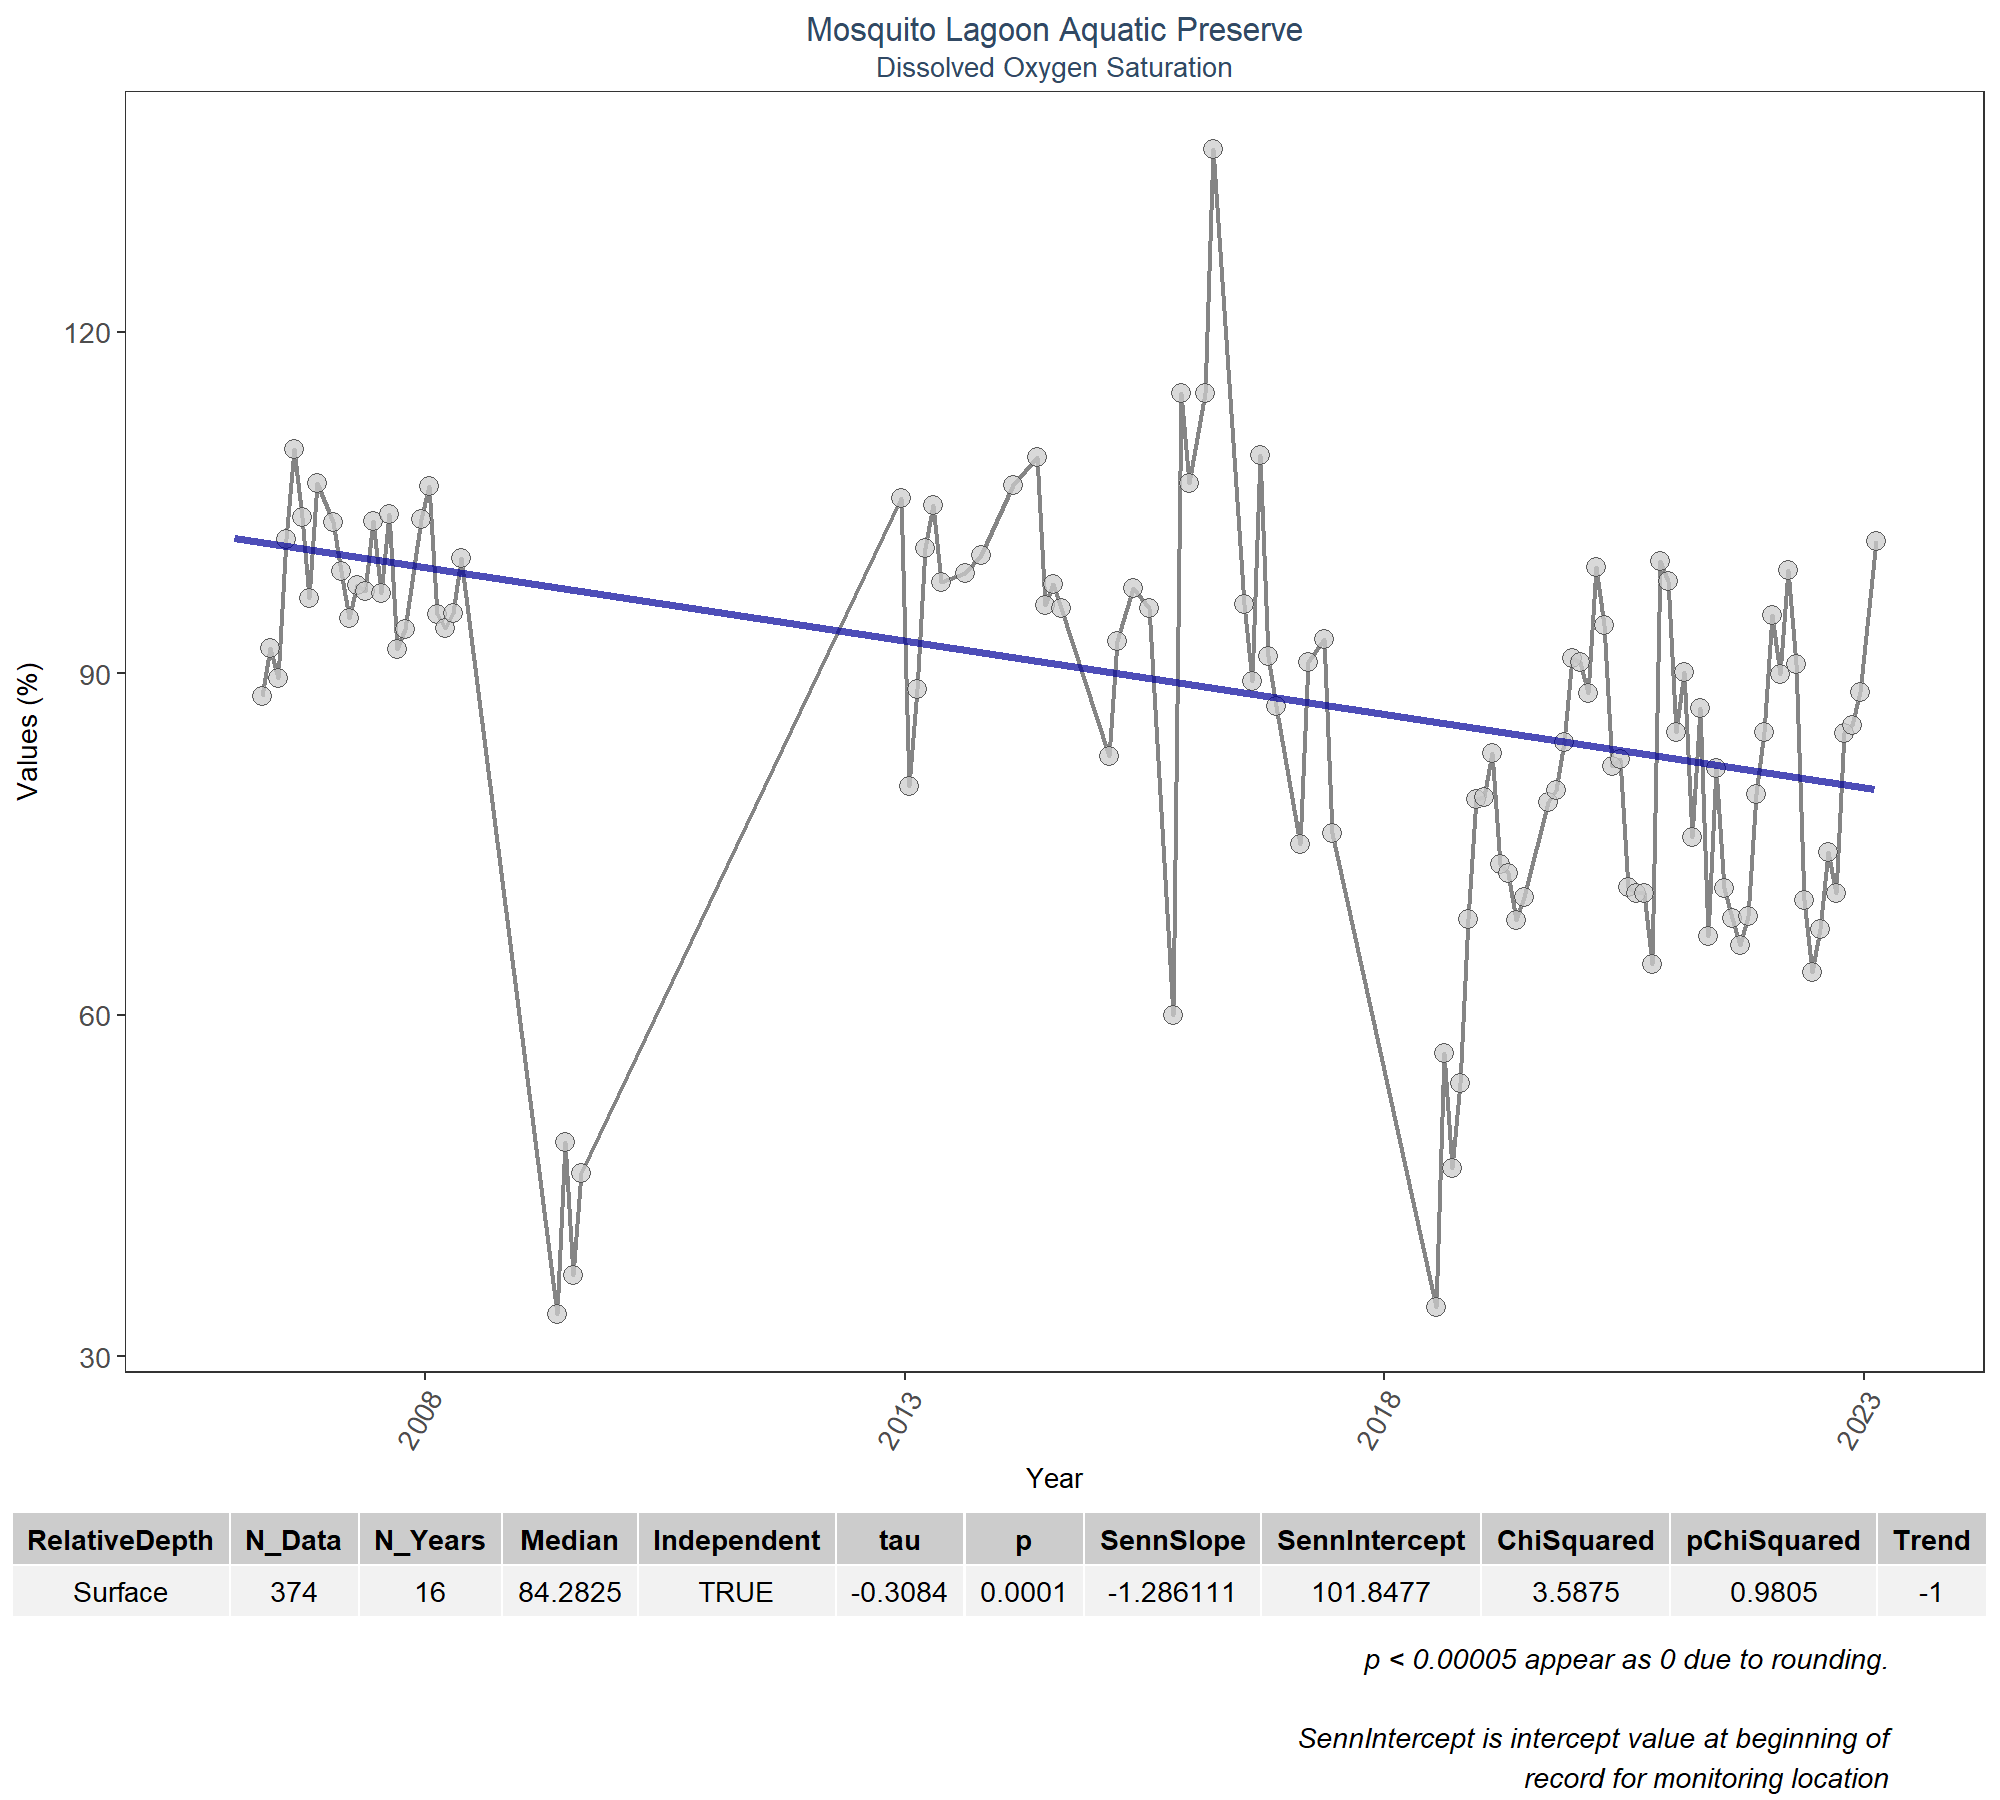 Mosquito Lagoon Aquatic Preserve
Dissolved Oxygen Saturation
120
90
60
30
Values (%)
2008
2013
2018
2023
Year
RelativeDepth N_Data N_Years Median Independent tau p SennSlope SennIntercept ChiSquared pChiSquared Trend
Surface 374 16 84.2825 TRUE -0.3084 0.0001 -1.286111 101.8477 3.5875 0.9805 -1
p < 0.00005 appear as 0 due to rounding.
SennIntercept is intercept value at beginning of
record for monitoring location